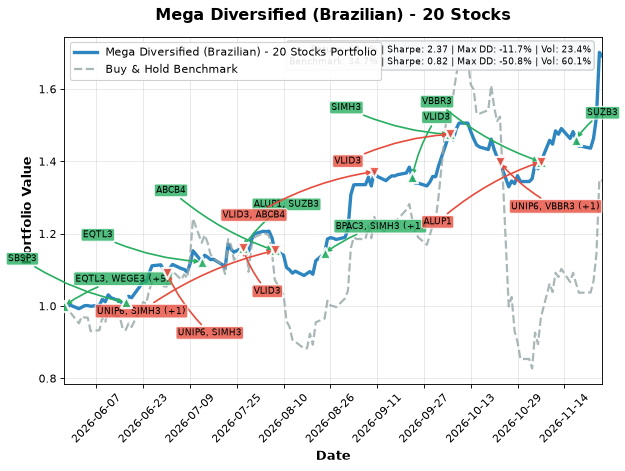 Mega Diversified (Brazilian) - 20 Stocks
Mega Diversified (Brazilian) - 20 Stocks Portfolio
Buy & Hold Benchmark
| Sharpe: 2.37 | Max DD: -11.7% | Vol: 23.4%
| Sharpe: 0.82 | Max DD: -50.8% | Vol: 60.1%
Portfolio Value
1.6
1.4
1.2
1.0
0.8
SIMH3
VBBR3
VLID3
SUZB3
VLID3
ABCB4
ALUP1, SUZB3
VLID3, ABCB4
UNIP6, VBBR3 (+1)
ALUP1
BPAC3, SIMH3 (+1
EQTL3
SBSP3
EQTL3, WEGE3 (+5
VLID3
UNIP6, SIMH3 (+1)
UNIP6, SIMH3
2026-06-07
2026-06-23
2026-07-09
2026-07-25
2026-08-10
2026-08-26
2026-09-11
2026-09-27
2026-10-13
2026-10-29
2026-11-14
Date